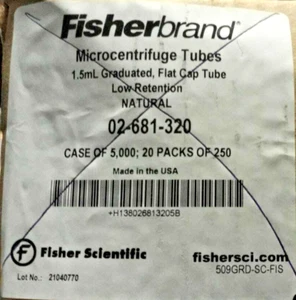 Fisherbrand
Microcentrifuge Tubes
1.5mL Graduated, Flat Cap Tube
Low Retention
NATURAL
02-681-320
CASE OF 5,000; 20 PACKS OF 250
Made in the USA
+H138026813205B
Fisher Scientific
fishersci.com
Lot No.: 21040770
509GRD-SC-FIS